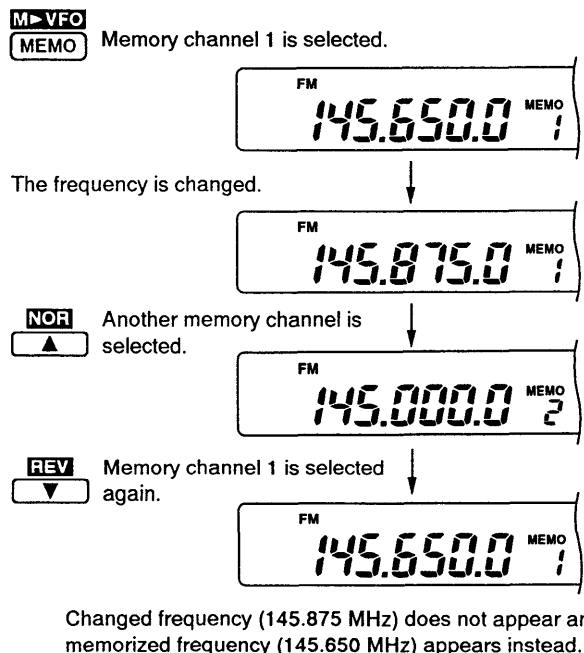 M►VFO
MEMO Memory channel 1 is selected.
FM
145.650.0 MEMO 1
The frequency is changed.
FM
145.875.0 MEMO 1
NOR Another memory channel is
▲ selected.
FM
145.000.0 MEMO 2
REV Memory channel 1 is selected
▼ again.
FM
145.650.0 MEMO 1
Changed frequency (145.875 MHz) does not appear
memorized frequency (145.650 MHz) appears instead.